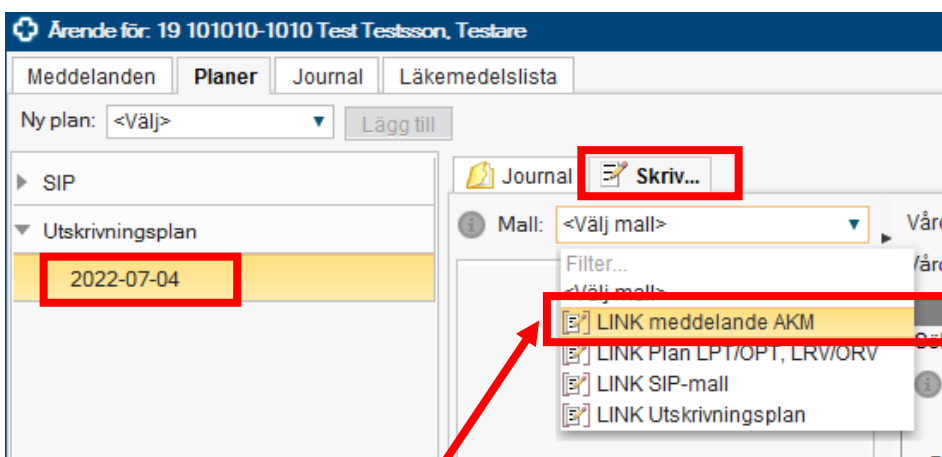 Ärende för: 19 101010-1010 Test Testsson, Testare
Meddelanden Planer Journal Läkemedelslista
Ny plan: <Välj> Lägg till
SIP
Utskrivningsplan
2022-07-04
Journal Skriv...
Mall: <Välj mall>
Filter...
<Välj mall>
LINK meddelande AKM
LINK Plan LPT/OPT, LRV/ORV
LINK SIP-mall
LINK Utskrivningsplan